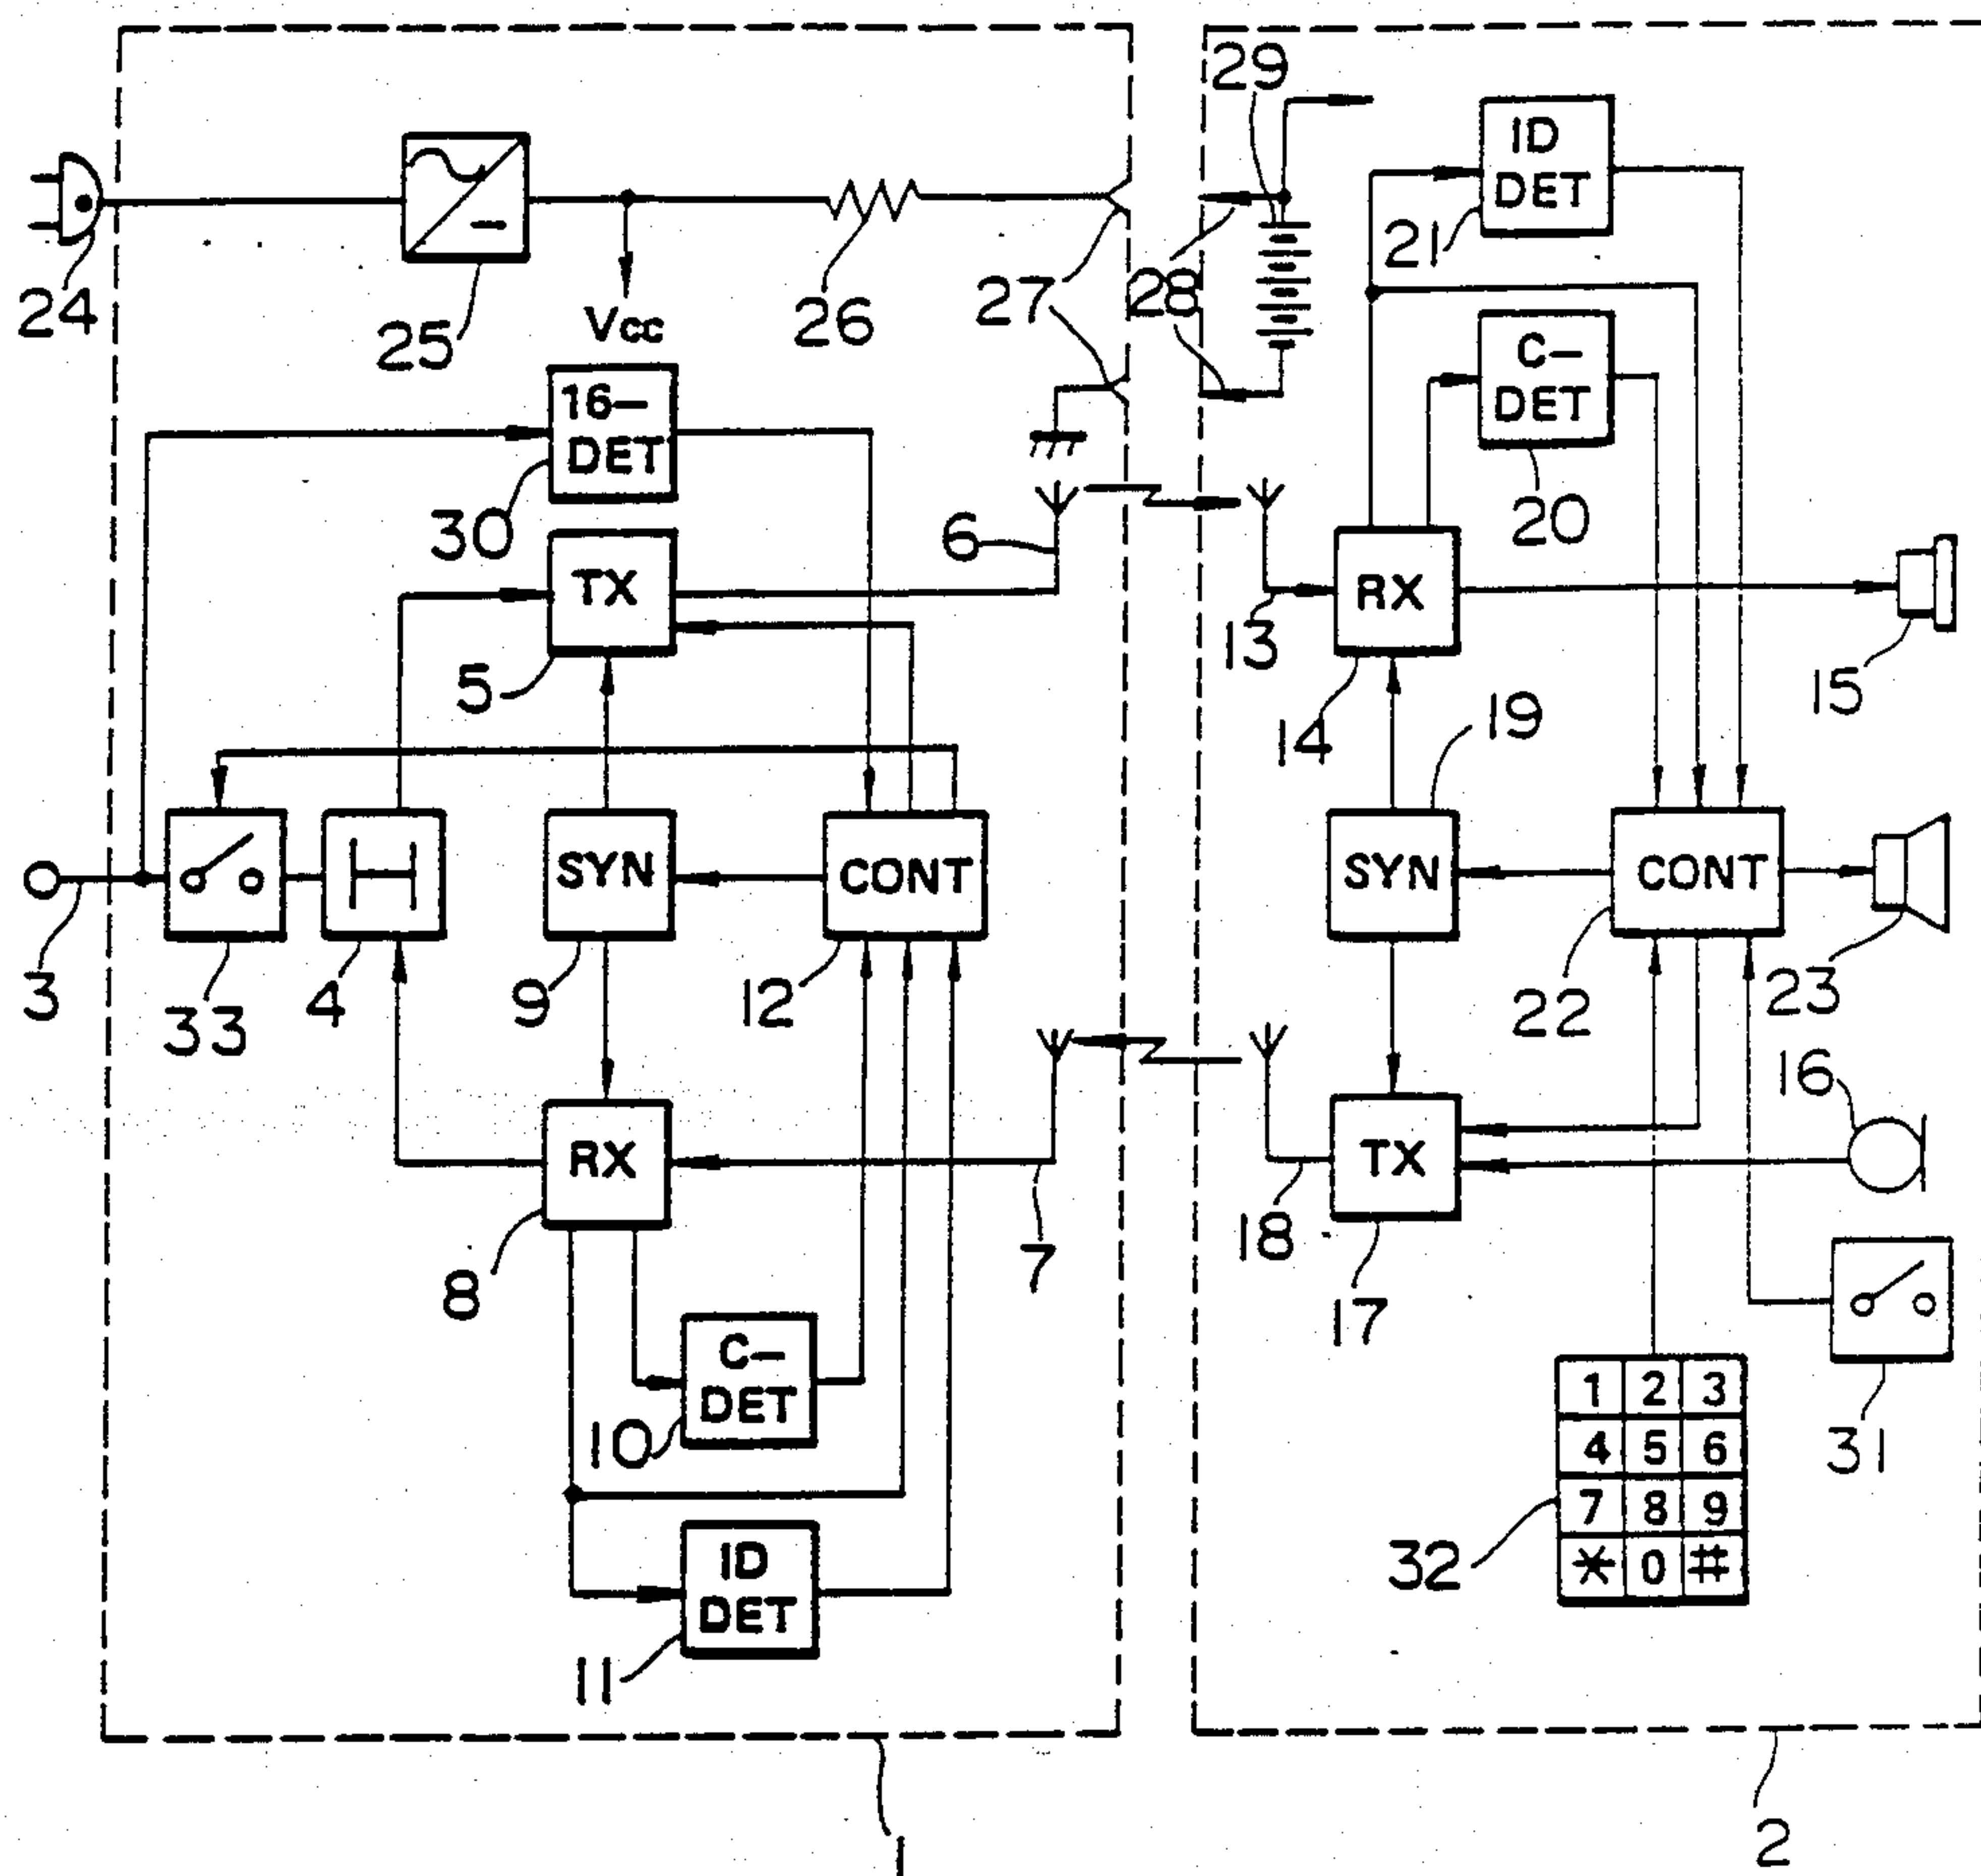 29
ID
DET
21
24
25
Vcc
26
27
28
C-
DET
20
16-
DET
30
6
TX
5
13
RX
14
15
19
SYN
CONT
SYN
CONT
3
33
4
9
12
22
23
16
RX
8
7
18
TX
17
C-
DET
10
31
1 2 3
4 5 6
7 8 9
* 0 #
32
ID
DET
11
1
2